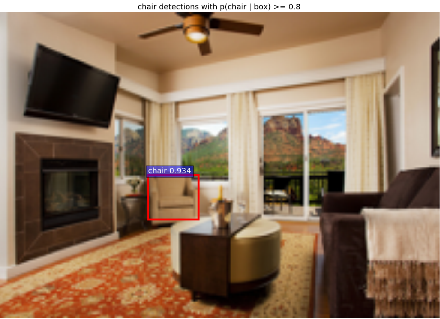 chair detections with p(chair | box) >= 0.8
chair 0.934